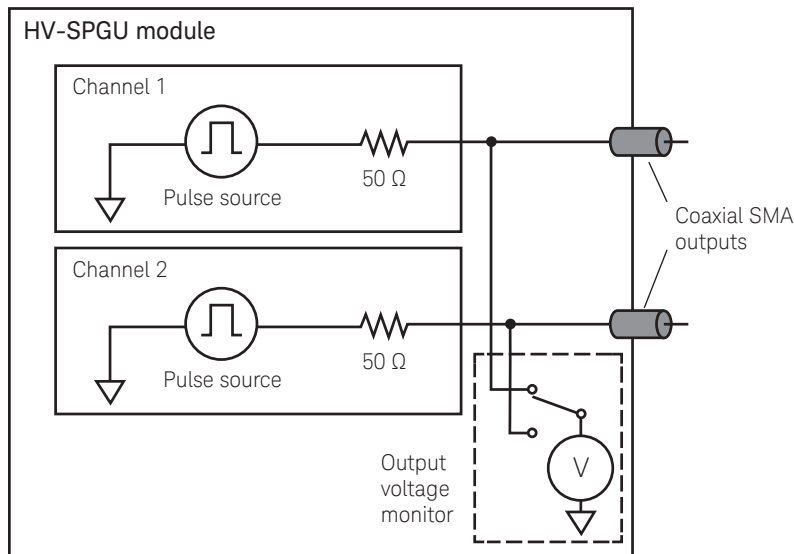 HV-SPGU module
Channel 1
Pulse source
50 Ω
Coaxial SMA
outputs
Channel 2
Pulse source
50 Ω
Output
voltage
monitor
V